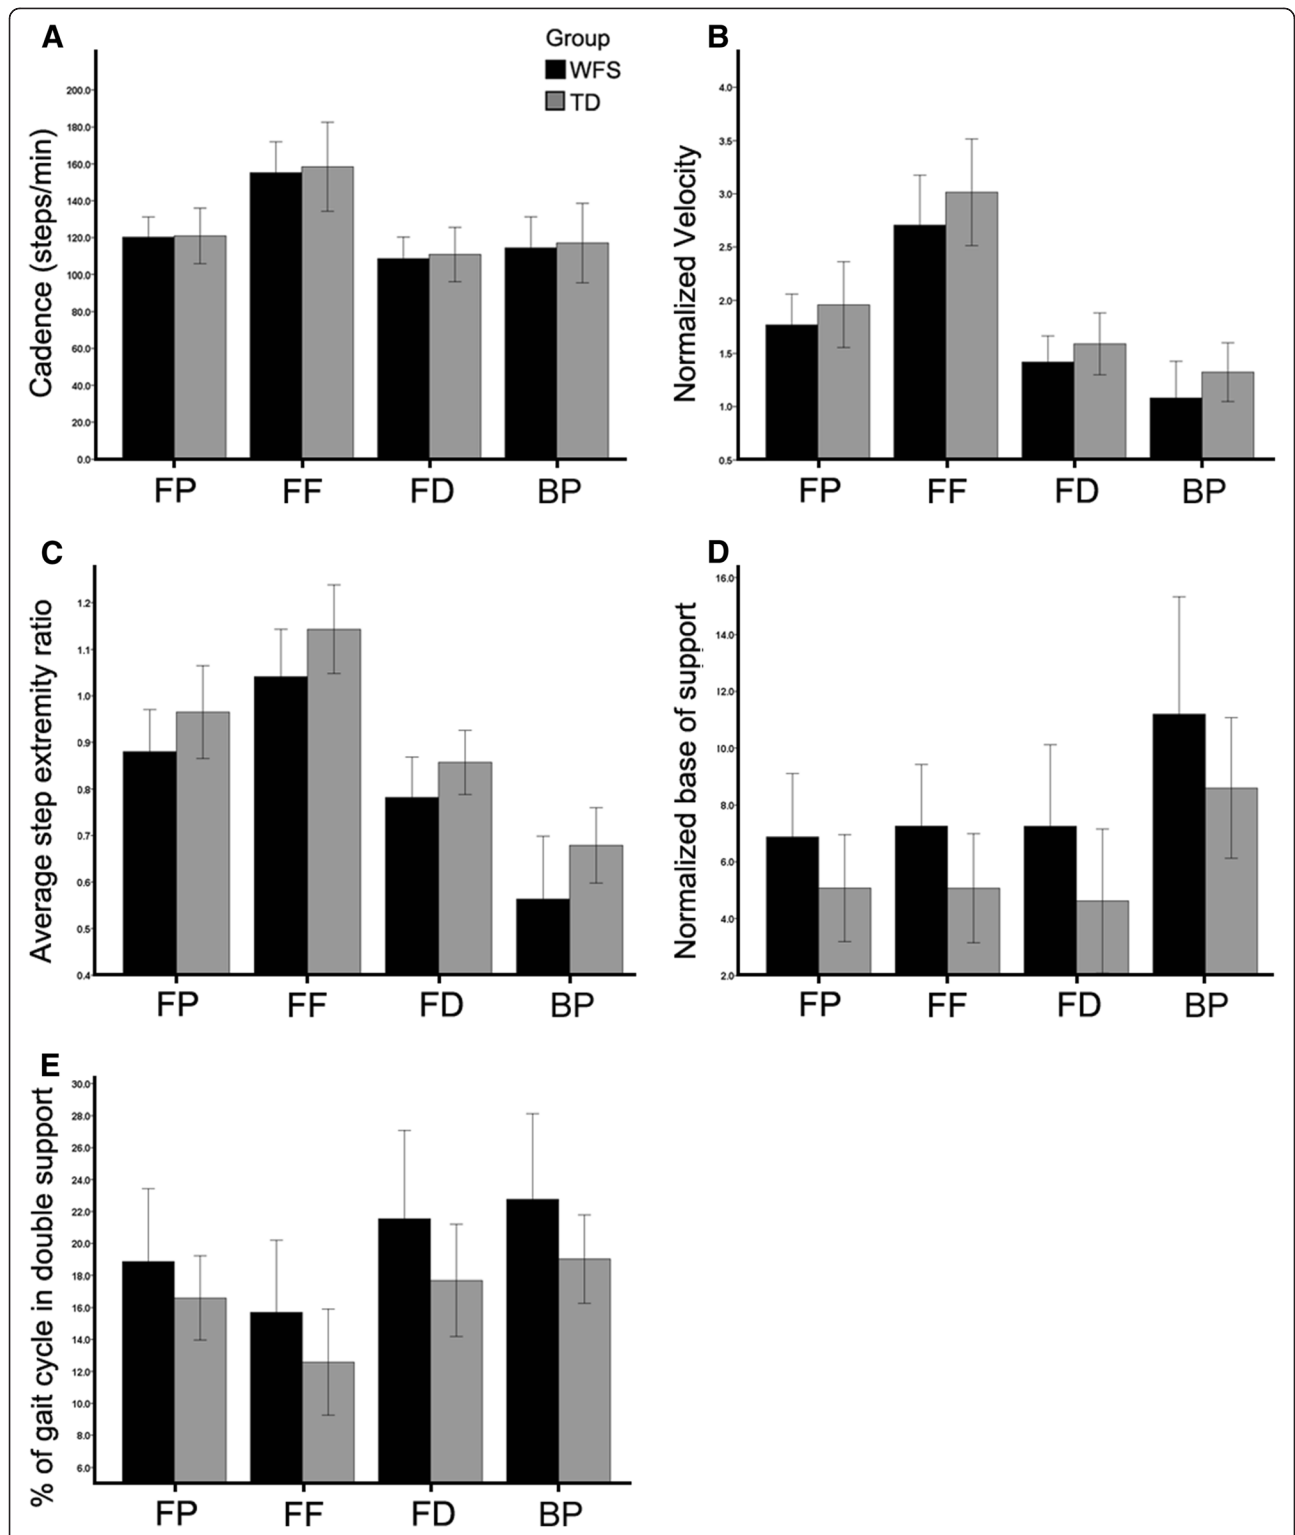 A
Group
WFS
TD
Cadence (steps/min)
200.0
180.0
160.0
140.0
120.0
100.0
80.0
60.0
40.0
20.0
0.0
FP FF FD BP
B
Normalized Velocity
4.0
3.5
3.0
2.5
2.0
1.5
1.0
0.5
FP FF FD BP
C
Average step extremity ratio
1.2
1.1
1.0
0.9
0.8
0.7
0.6
0.5
0.4
FP FF FD BP
D
Normalized base of support
16.0
14.0
12.0
10.0
8.0
6.0
4.0
2.0
FP FF FD BP
E
% of gait cycle in double support
30.0
28.0
26.0
24.0
22.0
20.0
18.0
16.0
14.0
12.0
10.0
8.0
6.0
FP FF FD BP